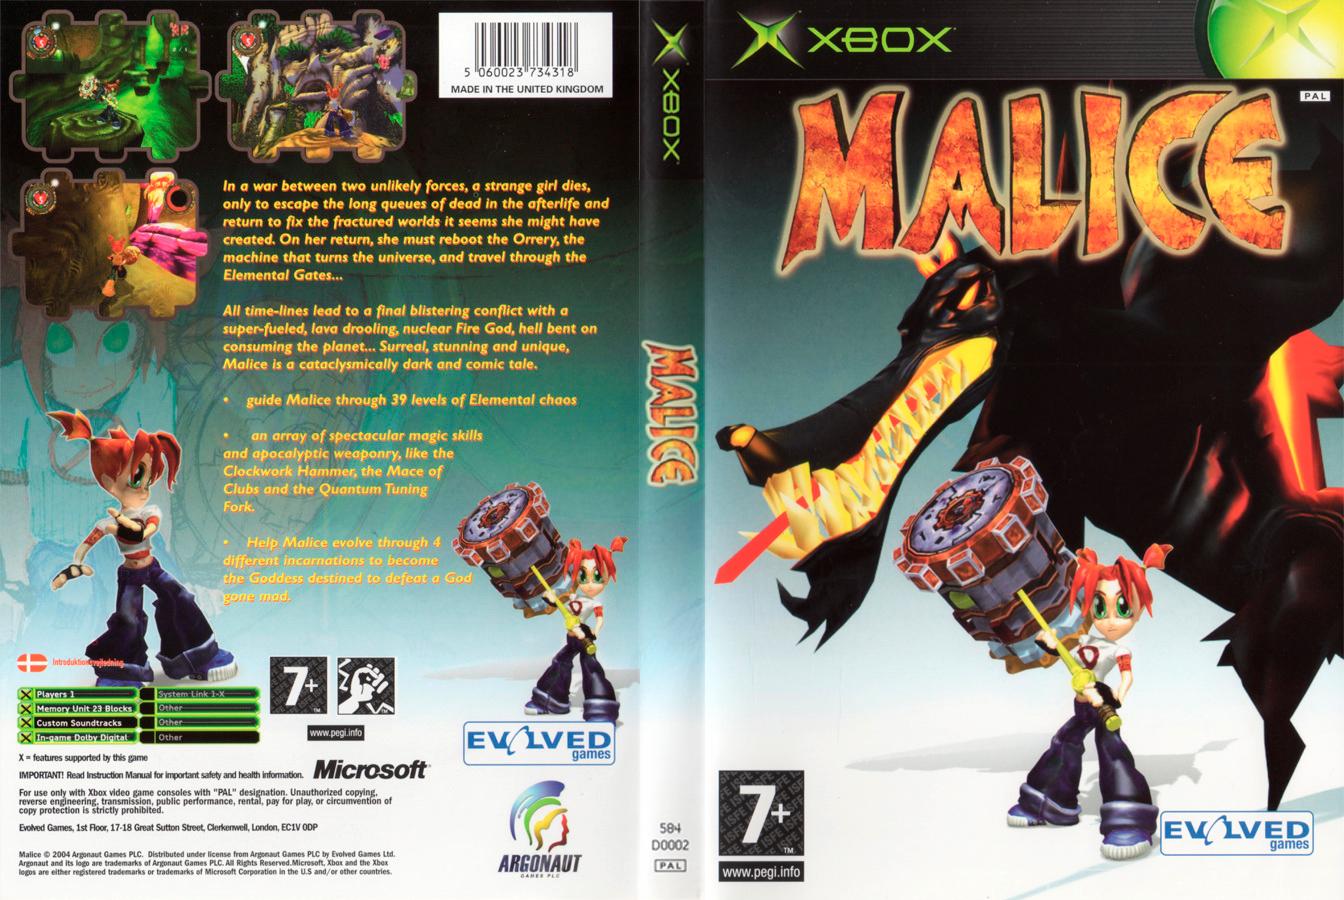 5 060023 734318
MADE IN THE UNITED KINGDOM
In a war between two unlikely forces, a strange girl dies,
only to escape the long queues of dead in the afterlife and
return to fix the fractured worlds it seems she might have
created. On her return, she must reboot the Orrery, the
machine that turns the universe, and travel through the
Elemental Gates...
All time-lines lead to a final blistering conflict with a
super-fueled, lava drooling, nuclear Fire God, hell bent on
consuming the planet... Surreal, stunning and unique,
Malice is a cataclysmically dark and comic tale.
• guide Malice through 39 levels of Elemental chaos
• an array of spectacular magic skills
and apocalyptic weaponry, like the
Clockwork Hammer, the Mace of
Clubs and the Quantum Tuning
Fork.
• Help Malice evolve through 4
different incarnations to become
the Goddess destined to defeat a God
gone mad.
Introduktionsvejledning
X Players 1
System Link 1-X
X Memory Unit 23 Blocks
Other
X Custom Soundtracks
Other
X In-game Dolby Digital
Other
7+
™
™
www.pegi.info
X = features supported by this game
IMPORTANT! Read Instruction Manual for important safety and health information.
Microsoft
For use only with Xbox video game consoles with "PAL" designation. Unauthorized copying,
reverse engineering, transmission, public performance, rental, pay for play, or circumvention of
copy protection is strictly prohibited.
Evolved Games, 1st Floor, 17-18 Great Sutton Street, Clerkenwell, London, EC1V 0DP
Malice © 2004 Argonaut Games PLC. Distributed under license from Argonaut Games PLC by Evolved Games Ltd.
Argonaut and its logo are trademarks of Argonaut Games PLC. All Rights Reserved.Microsoft, Xbox and the Xbox
logos are either registered trademarks or trademarks of Microsoft Corporation in the U.S and/or other countries.
EVOLVED
games
ARGONAUT
GAMES PLC
XBOX
MALICE
584
D0002
PAL
XBOX
PAL
MALICE
D
7+
™
www.pegi.info
EVOLVED
games